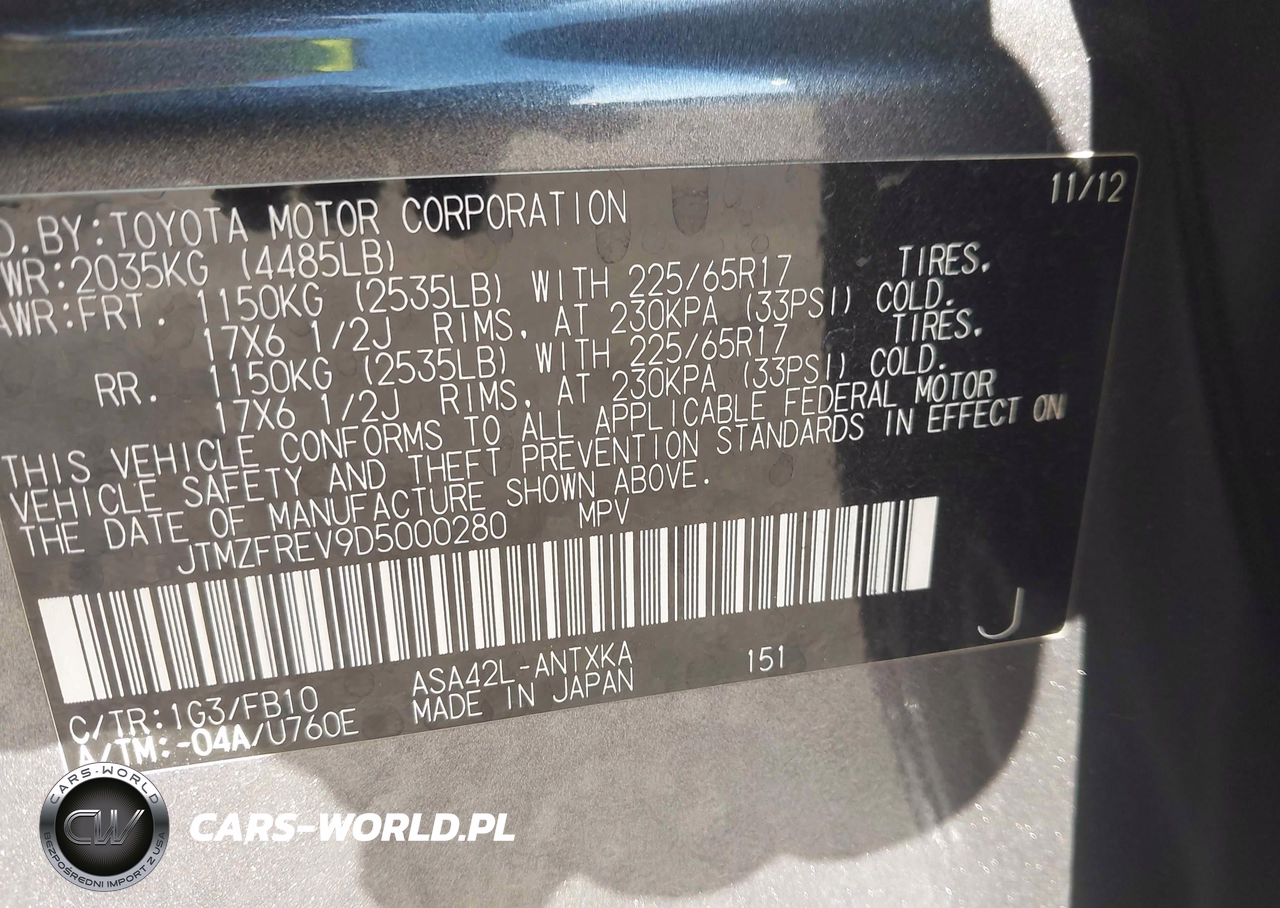 11/12
D.BY:TOYOTA MOTOR CORPORATION
WR:2035KG (4485LB)
AWR:FRT. 1150KG (2535LB) WITH 225/65R17 TIRES,
17X6 1/2J RIMS, AT 230KPA (33PSI) COLD.
RR. 1150KG (2535LB) WITH 225/65R17 TIRES,
17X6 1/2J RIMS, AT 230KPA (33PSI) COLD.
THIS VEHICLE CONFORMS TO ALL APPLICABLE FEDERAL MOTOR
VEHICLE SAFETY AND THEFT PREVENTION STANDARDS IN EFFECT ON
THE DATE OF MANUFACTURE SHOWN ABOVE.
JTMZFREV9D5000280 MPV
J
C/TR:1G3/FB10 ASA42L-ANTXKA 151
A/TM:-04A/U760E MADE IN JAPAN
CARS-WORLD
CW
BEZPOŚREDNI IMPORT Z USA
CARS-WORLD.PL